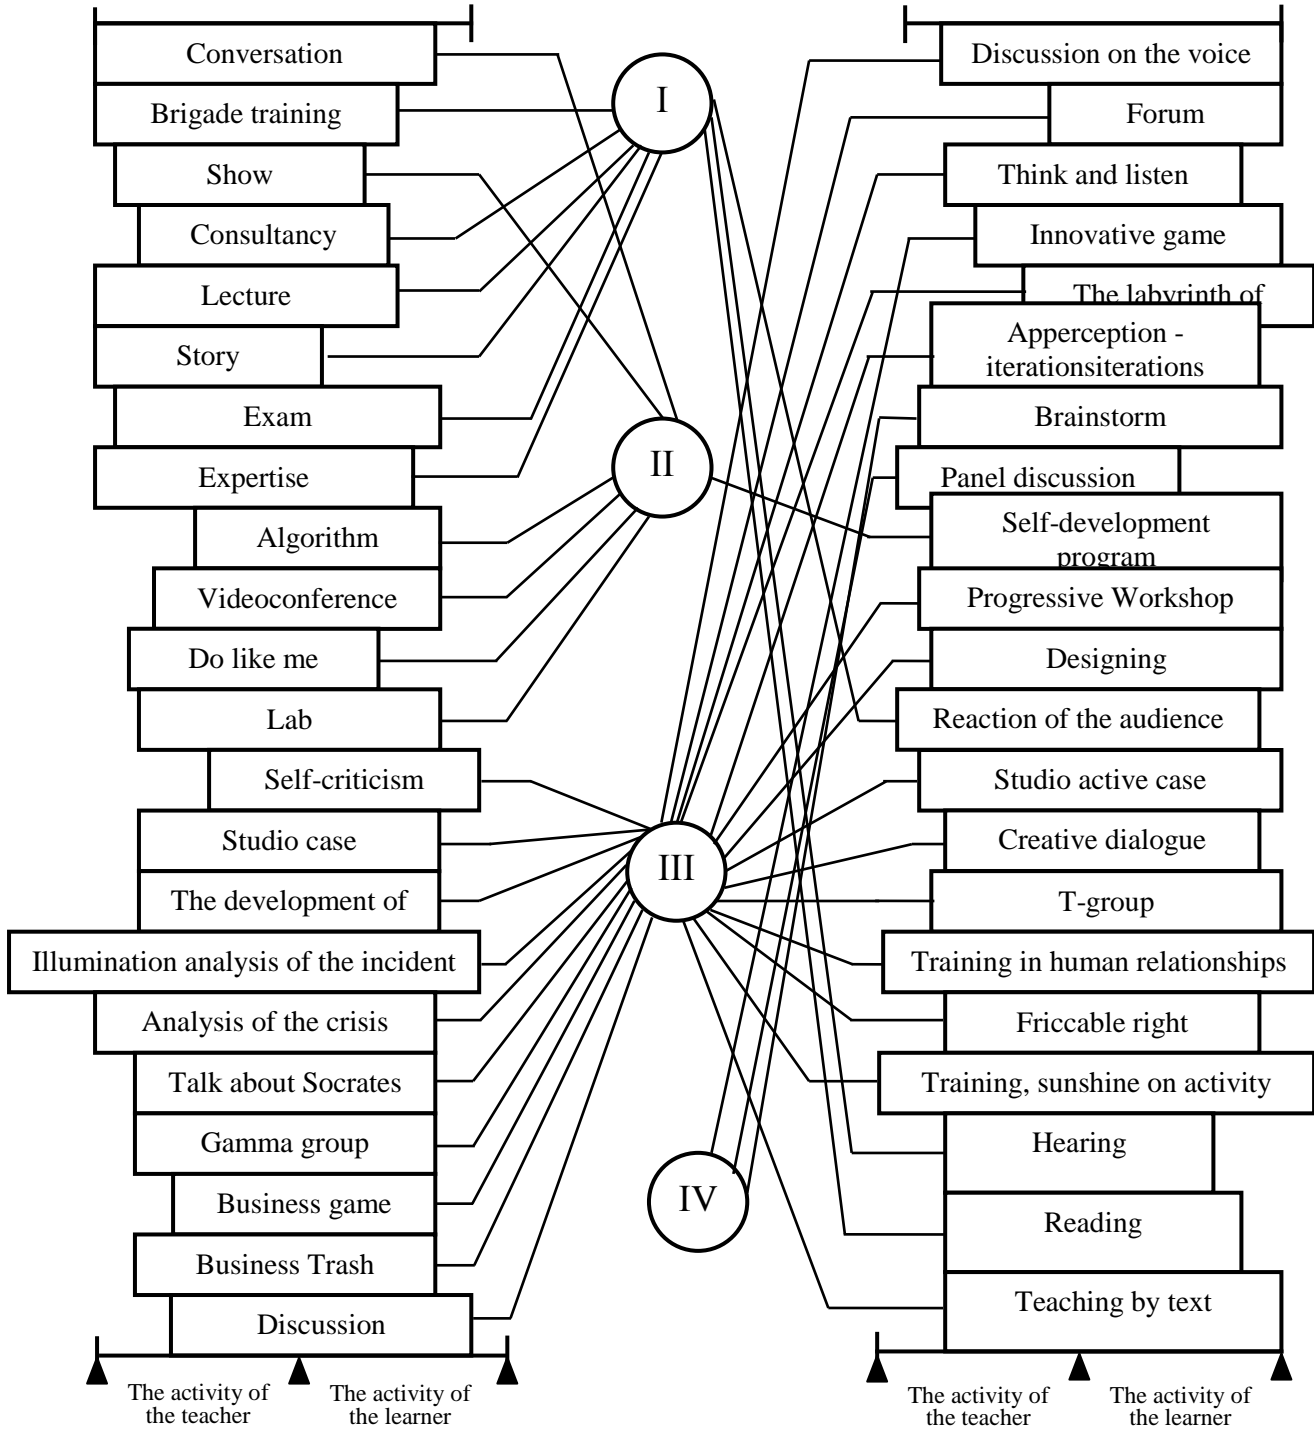 Conversation
Brigade training
Show
Consultancy
Lecture
Story
Exam
Expertise
Algorithm
Videoconference
Do like me
Lab
Self-criticism
Studio case
The development of
Illumination analysis of the incident
Analysis of the crisis
Talk about Socrates
Gamma group
Business game
Business Trash
Discussion
The activity of
the teacher
The activity of
the learner
I
II
III
IV
Discussion on the voice
Forum
Think and listen
Innovative game
The labyrinth of
Apperception -
iterationsiterations
Brainstorm
Panel discussion
Self-development
program
Progressive Workshop
Designing
Reaction of the audience
Studio active case
Creative dialogue
T-group
Training in human relationships
Friccable right
Training, sunshine on activity
Hearing
Reading
Teaching by text
The activity of
the teacher
The activity of
the learner